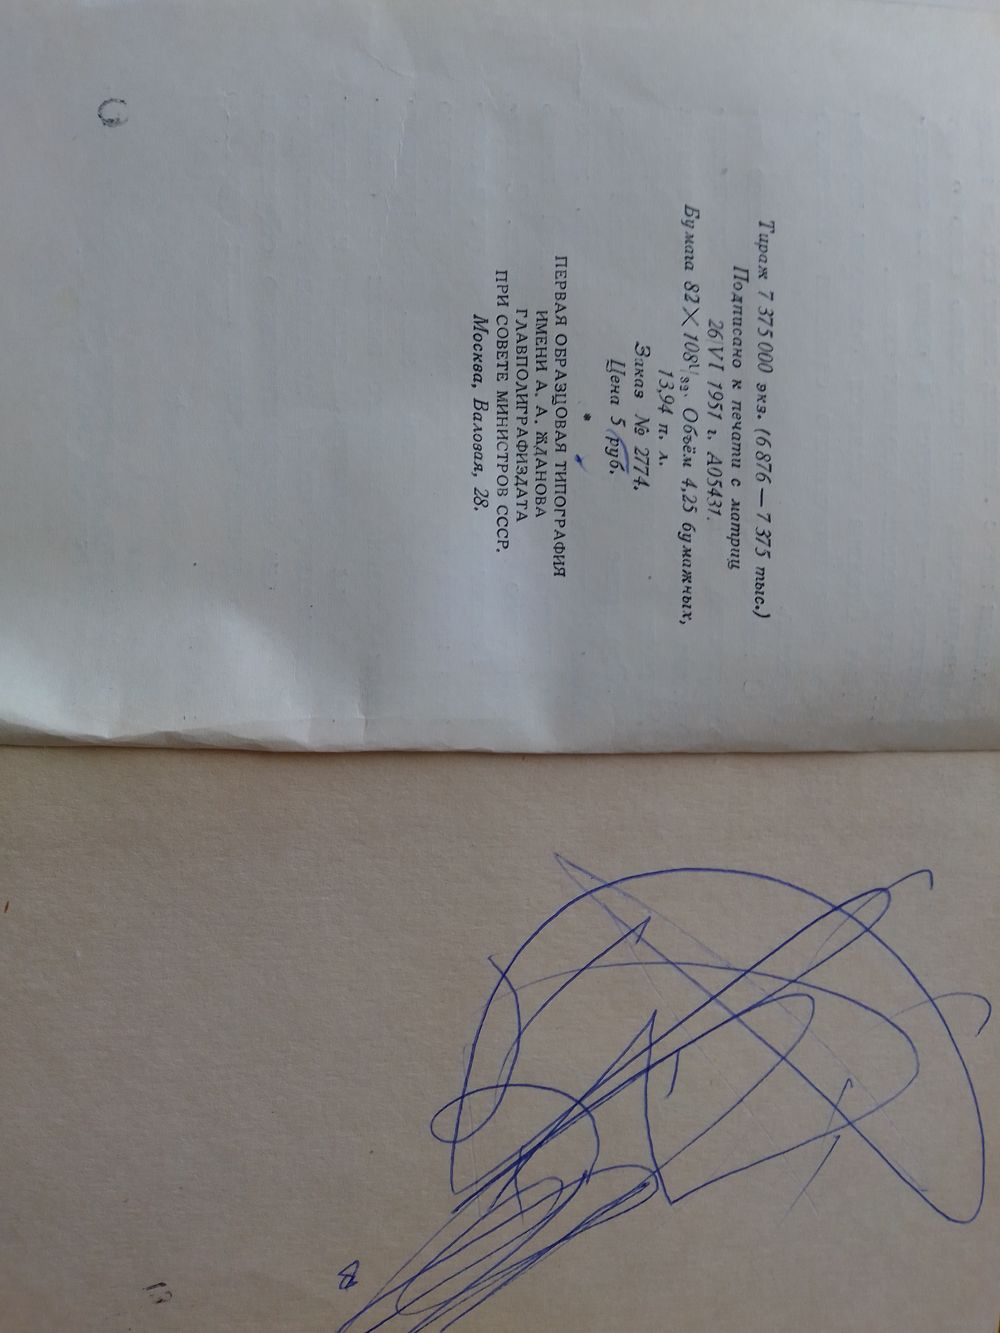 Тираж 7 375 000 экз. (6 876 — 7 375 тыс.)
Подписано к печати с матриц
26/VI 1951 г. А05431.
Бумага 82 × 108 1/32. Объём 4,25 бумажных,
13,94 п. л.
Заказ № 2774.
Цена 5 руб.
*
ПЕРВАЯ ОБРАЗЦОВАЯ ТИПОГРАФИЯ
ИМЕНИ А. А. ЖДАНОВА
ГЛАВПОЛИГРАФИЗДАТА
ПРИ СОВЕТЕ МИНИСТРОВ СССР.
Москва, Валовая, 28.